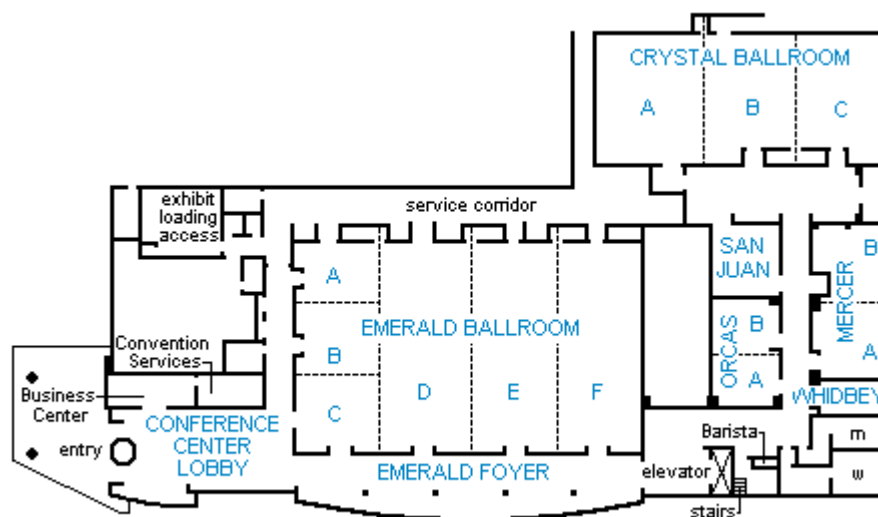 CRYSTAL BALLROOM
A
B
C
exhibit
loading
access
service corridor
SAN
JUAN
B
MERCER
A
A
EMERALD BALLROOM
B
C
D
E
F
ORCAS
B
A
Convention
Services
Business
Center
WHIDBEY
entry
CONFERENCE
CENTER
LOBBY
EMERALD FOYER
Barista
elevator
stairs
m
w